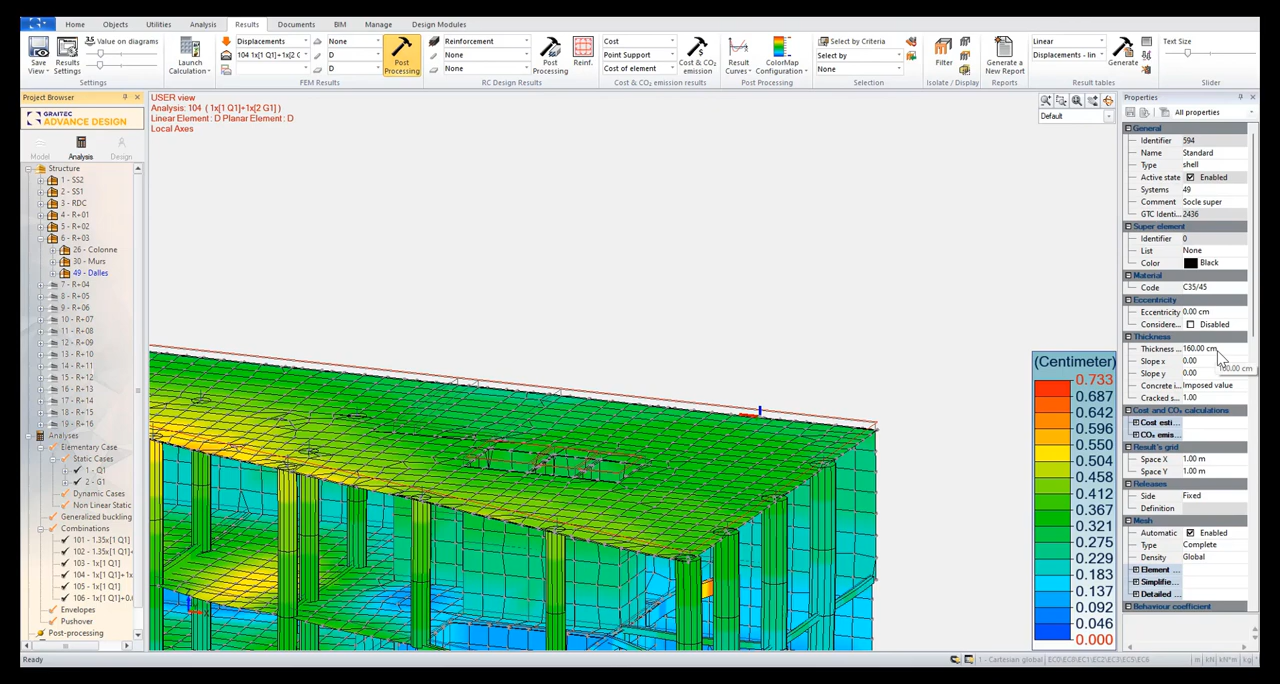 Home Objects Utilities Analysis Results Documents BIM Manage Design Modules
Save View
Results Settings
3.5 Value on diagrams
Settings
Launch Calculation
Displacements
104 1x[1 Q1]+1x[2 G
None
D
D
FEM Results
Post Processing
Reinforcement
None
None
RC Design Results
Post Processing
Reinf.
Cost
Point Support
Cost of element
Cost & CO₂ emission
Cost & CO₂ emission results
Result Curves
ColorMap Configuration
Post Processing
Select by Criteria
Select by
None
Selection
Filter
Isolate / Display
Generate a New Report
Reports
Linear
Displacements - lin
Generate
Result tables
Text Size
Slider
Project Browser
GRAITEC
ADVANCE DESIGN
Model Analysis Design
Structure
1 - SS2
2 - SS1
3 - RDC
4 - R+01
5 - R+02
6 - R+03
26 - Colonne
30 - Murs
49 - Dalles
7 - R+04
8 - R+05
9 - R+06
10 - R+07
11 - R+08
12 - R+09
13 - R+10
14 - R+11
15 - R+12
16 - R+13
17 - R+14
18 - R+15
19 - R+16
Analyses
Elementary Case
Static Cases
1 - Q1
2 - G1
Dynamic Cases
Non Linear Static
Generalized buckling
Combinations
101 - 1.35x[1 Q1]
102 - 1.35x[1 Q1]+
103 - 1x[1 Q1]
104 - 1x[1 Q1]+1x
105 - 1x[1 Q1]
106 - 1x[1 Q1]+0.
Envelopes
Pushover
Post-processing
USER view
Analysis: 104 ( 1x[1 Q1]+1x[2 G1] )
Linear Element : D Planar Element : D
Local Axes
Default
(Centimeter)
0.733
0.687
0.642
0.596
0.550
0.504
0.458
0.412
0.367
0.321
0.275
0.229
0.183
0.137
0.092
0.046
0.000
Properties
All properties
General
Identifier 594
Name Standard
Type shell
Active state Enabled
Systems 49
Comment Socle super
GTC Identi... 2436
Super element
Identifier 0
List None
Color Black
Material
Code C35/45
Eccentricity
Eccentricity 0.00 cm
Considere... Disabled
Thickness
Thickness ... 160.00 cm
160.00 cm
Slope x 0.00
Slope y 0.00
Concrete i... Imposed value
Cracked s... 1.00
Cost and CO₂ calculations
Cost esti...
CO₂ emis...
Result's grid
Space X 1.00 m
Space Y 1.00 m
Releases
Side Fixed
Definition
Mesh
Automatic Enabled
Type Complete
Density Global
Element ...
Simplifie...
Detailed ...
Behaviour coefficient
Ready
1 - Cartesian global EC0/EC8/EC1/EC2/EC3/EC5/EC6 m kN kN*m kg